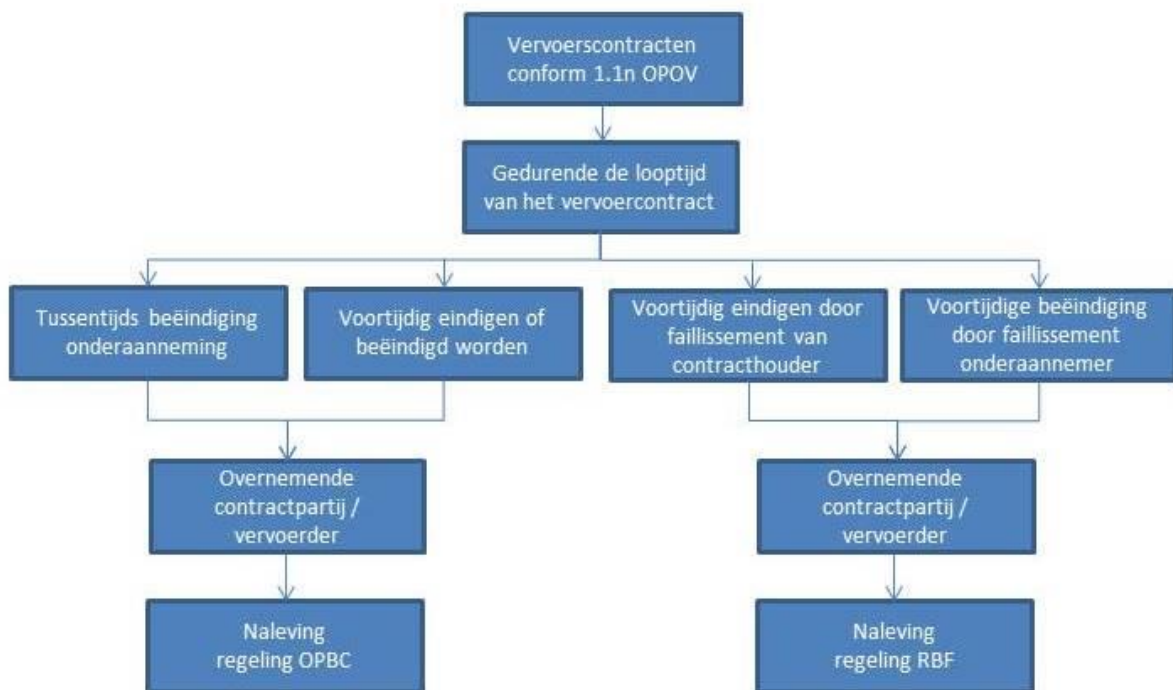 Vervoerscontracten
conform 1.1n OPOV
Gedurende de looptijd
van het vervoercontract
Tussentijds beëindiging
onderaanneming
Voortijdig eindigen of
beëindigd worden
Voortijdig eindigen door
faillissement van
contracthouder
Voortijdige beëindiging
door faillissement
onderaannemer
Overnemende
contractpartij /
vervoerder
Overnemende
contractpartij /
vervoerder
Naleving
regeling OPBC
Naleving
regeling RBF